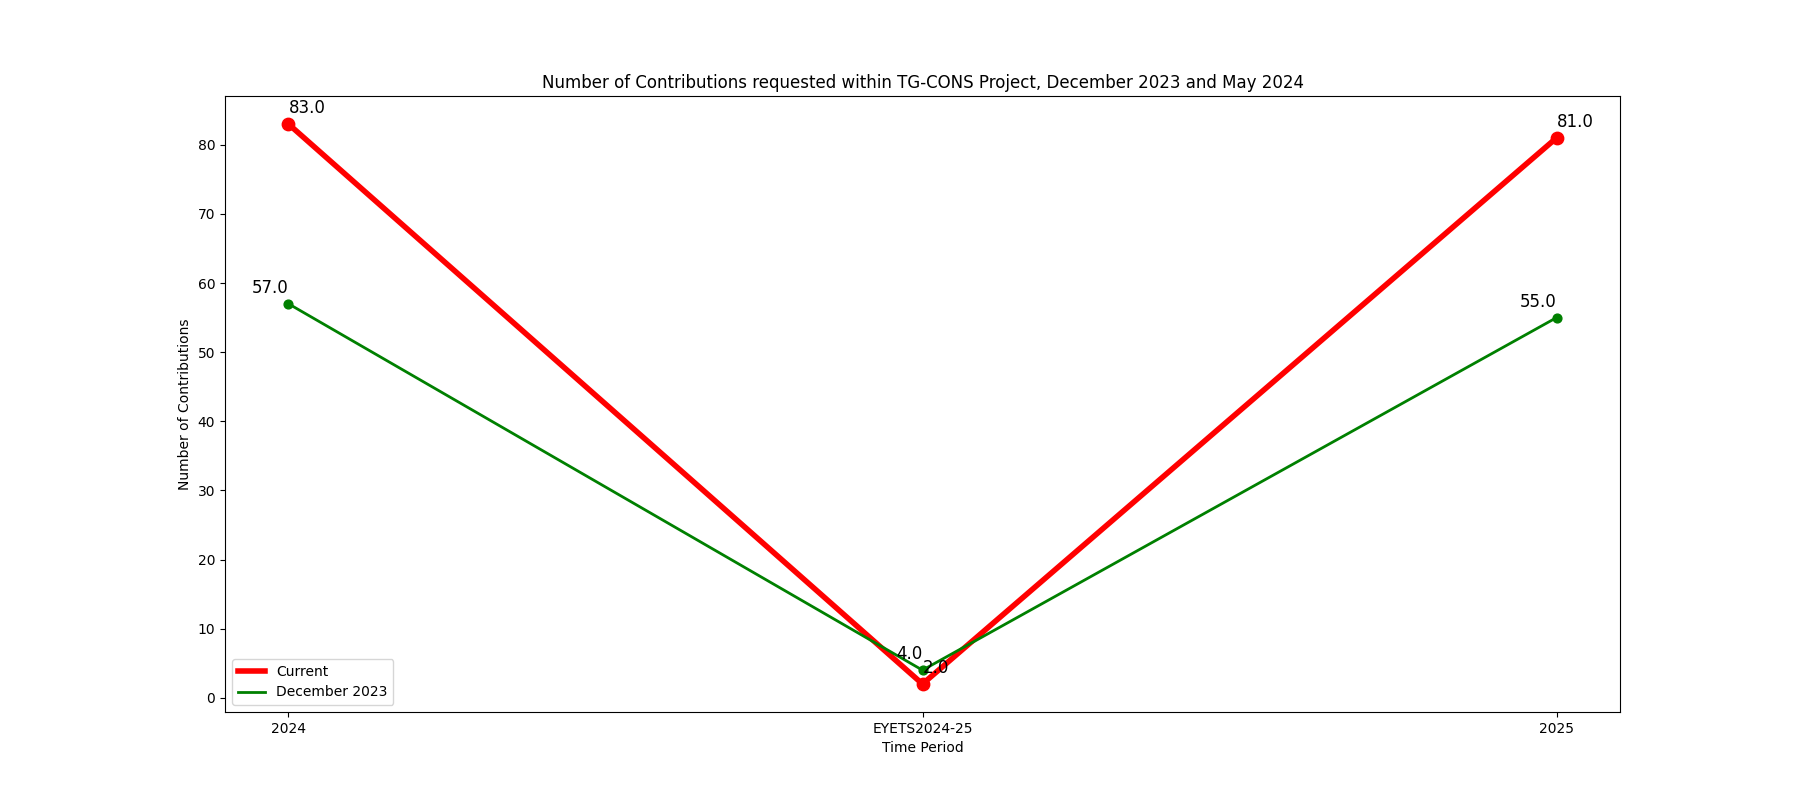 Number of Contributions requested within TG-CONS Project, December 2023 and May 2024
83.0
81.0
57.0
55.0
4.0
2.0
80
70
60
50
40
30
20
10
0
Number of Contributions
Current
December 2023
2024
EYETS2024-25
2025
Time Period